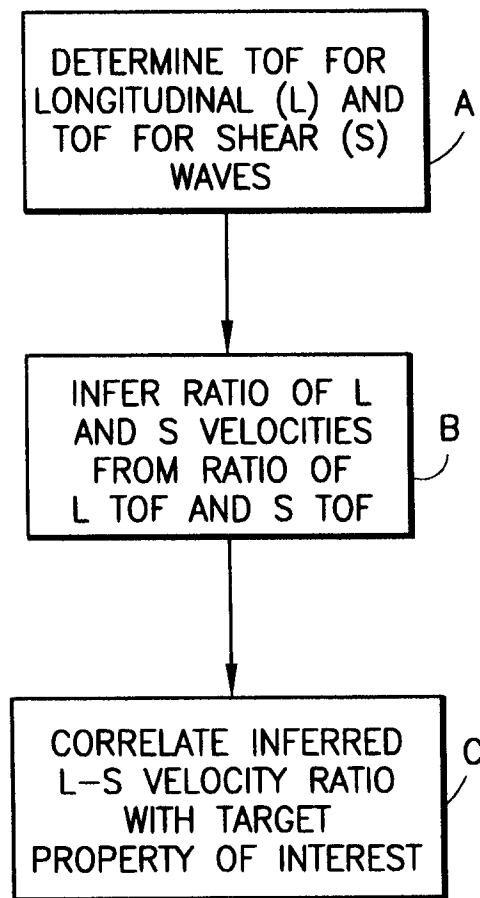 DETERMINE TOF FOR
LONGITUDINAL (L) AND
TOF FOR SHEAR (S)
WAVES
A
INFER RATIO OF L
AND S VELOCITIES
FROM RATIO OF
L TOF AND S TOF
B
CORRELATE INFERRED
L-S VELOCITY RATIO
WITH TARGET
PROPERTY OF INTEREST
C